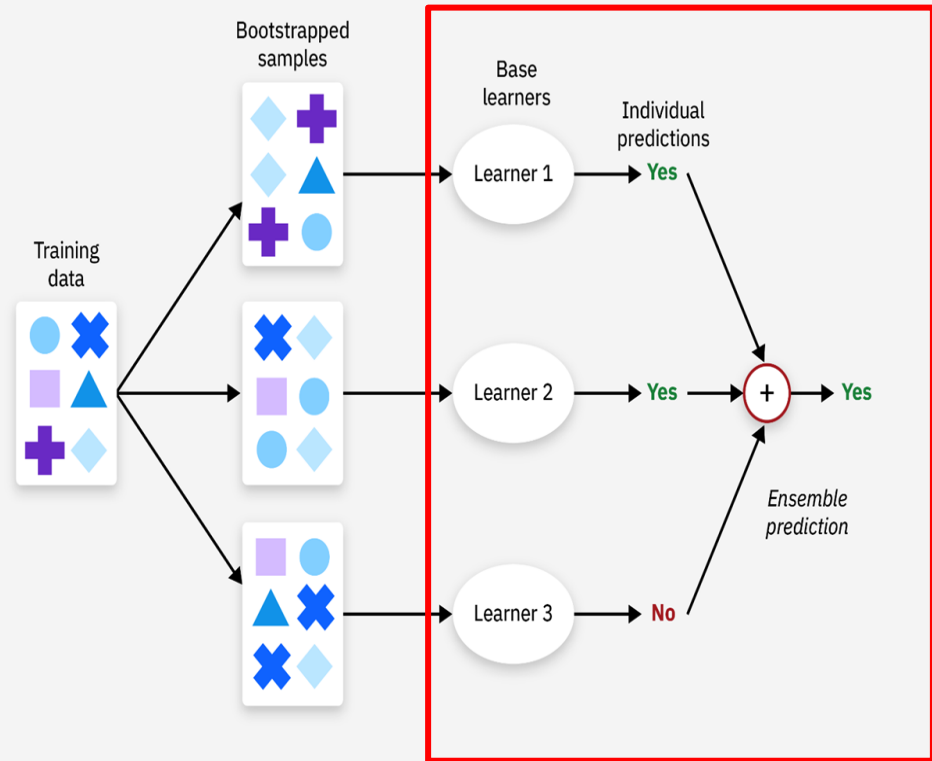 Bootstrapped
samples
Base
learners
Individual
predictions
Learner 1
Yes
Training
data
Learner 2
Yes
+
Yes
Ensemble
prediction
Learner 3
No